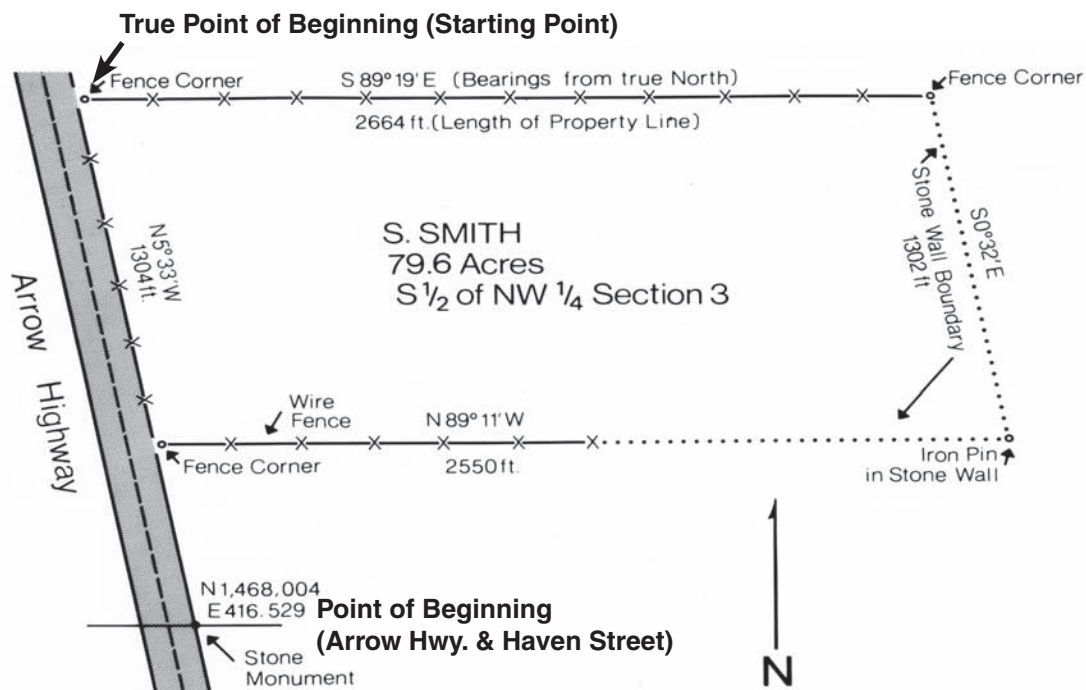 True Point of Beginning (Starting Point)
Fence Corner
S 89° 19' E (Bearings from true North)
Fence Corner
2664 ft. (Length of Property Line)
Stone Wall Boundary
1302 ft
S 0° 32' E
N 5° 33' W
1304 ft.
S. SMITH
79.6 Acres
S ½ of NW ¼ Section 3
Arrow Highway
Wire
Fence
N 89° 11' W
Fence Corner
2550 ft.
Iron Pin
in Stone Wall
N 1,468,004
E 416.529
Point of Beginning
(Arrow Hwy. & Haven Street)
Stone
Monument
N